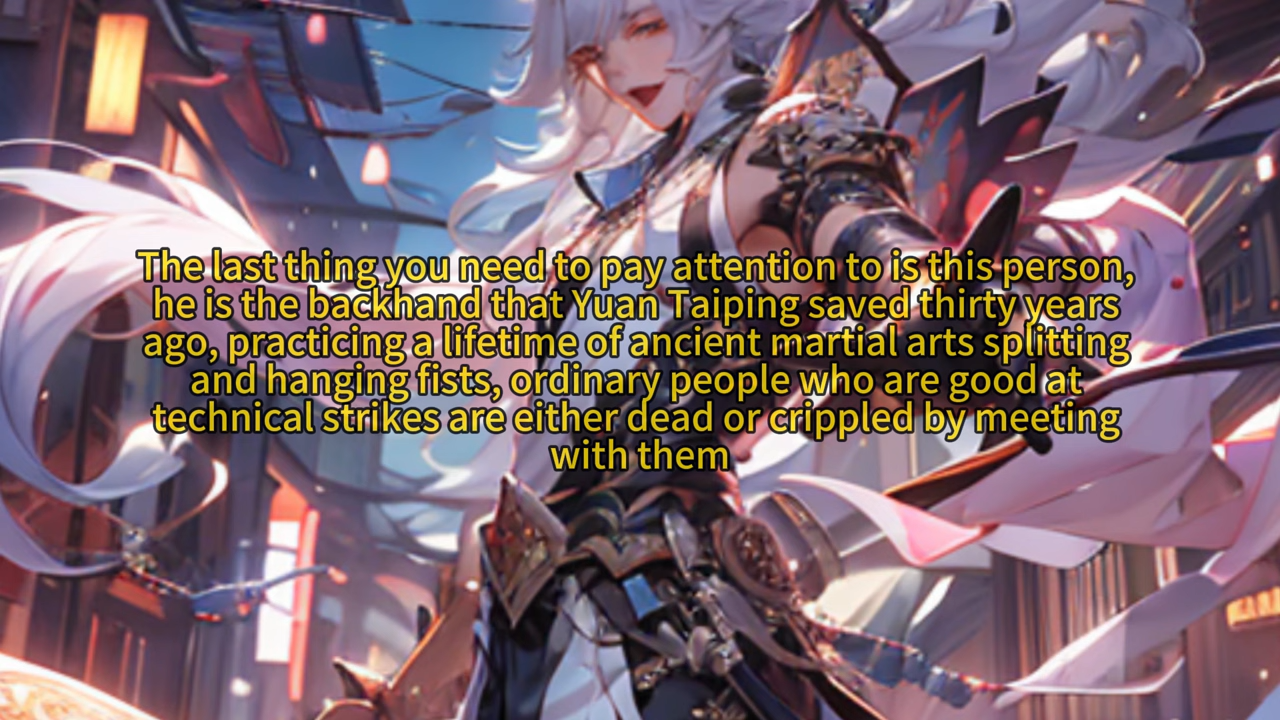 The last thing you need to pay attention to is this person,
he is the backhand that Yuan Taiping saved thirty years
ago, practicing a lifetime of ancient martial arts splitting
and hanging fists, ordinary people who are good at
technical strikes are either dead or crippled by meeting
with them